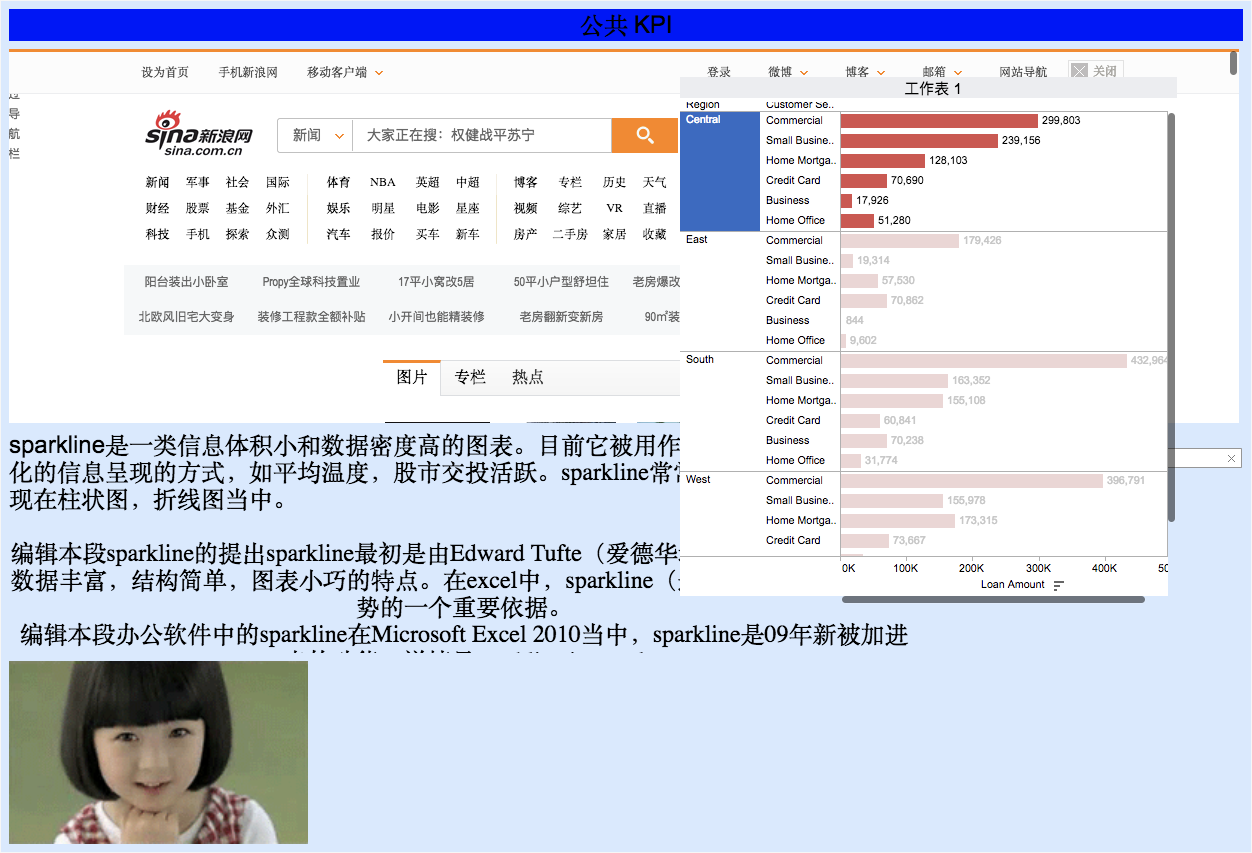 公共 KPI
设为首页 手机新浪网 移动客户端 登录 微博 博客 邮箱 网站导航 关闭
导
航
栏
sina新浪网
sina.com.cn
新闻 大家正在搜：权健战平苏宁
新闻 军事 社会 国际 体育 NBA 英超 中超 博客 专栏 历史 天气
财经 股票 基金 外汇 娱乐 明星 电影 星座 视频 综艺 VR 直播
科技 手机 探索 众测 汽车 报价 买车 新车 房产 二手房 家居 收藏
阳台装出小卧室 Propy全球科技置业 17平小窝改5居 50平小户型舒坦住 老房爆改
北欧风旧宅大变身 装修工程款全额补贴 小开间也能精装修 老房翻新变新房 90㎡装
图片 专栏 热点
工作表 1
Region Customer Se..
Central Commercial 299,803
Small Busine.. 239,156
Home Mortga.. 128,103
Credit Card 70,690
Business 17,926
Home Office 51,280
East Commercial 179,426
Small Busine.. 19,314
Home Mortga.. 57,530
Credit Card 70,862
Business 844
Home Office 9,602
South Commercial 432,964
Small Busine.. 163,352
Home Mortga.. 155,108
Credit Card 60,841
Business 70,238
Home Office 31,774
West Commercial 396,791
Small Busine.. 155,978
Home Mortga.. 173,315
Credit Card 73,667
0K 100K 200K 300K 400K 50
Loan Amount
sparkline是一类信息体积小和数据密度高的图表。目前它被用作
化的信息呈现的方式，如平均温度，股市交投活跃。sparkline常
现在柱状图，折线图当中。
编辑本段sparkline的提出sparkline最初是由Edward Tufte（爱德华
数据丰富，结构简单，图表小巧的特点。在excel中，sparkline（
势的一个重要依据。
编辑本段办公软件中的sparkline在Microsoft Excel 2010当中，sparkline是09年新被加进